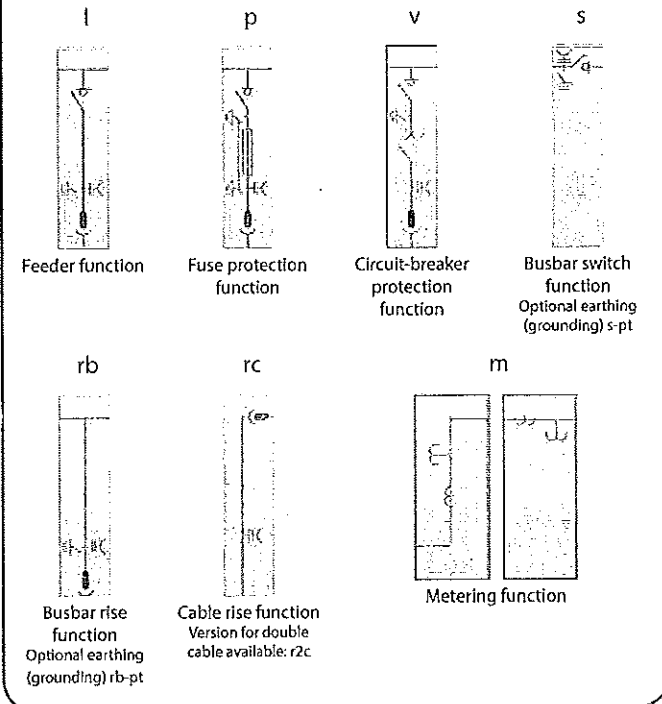 l
p
v
s
Feeder function
Fuse protection
function
Circuit-breaker
protection
function
Busbar switch
function
Optional earthing
(grounding) s-pt
rb
rc
m
Busbar rise
function
Optional earthing
(grounding) rb-pt
Cable rise function
Version for double
cable available: r2c
Metering function